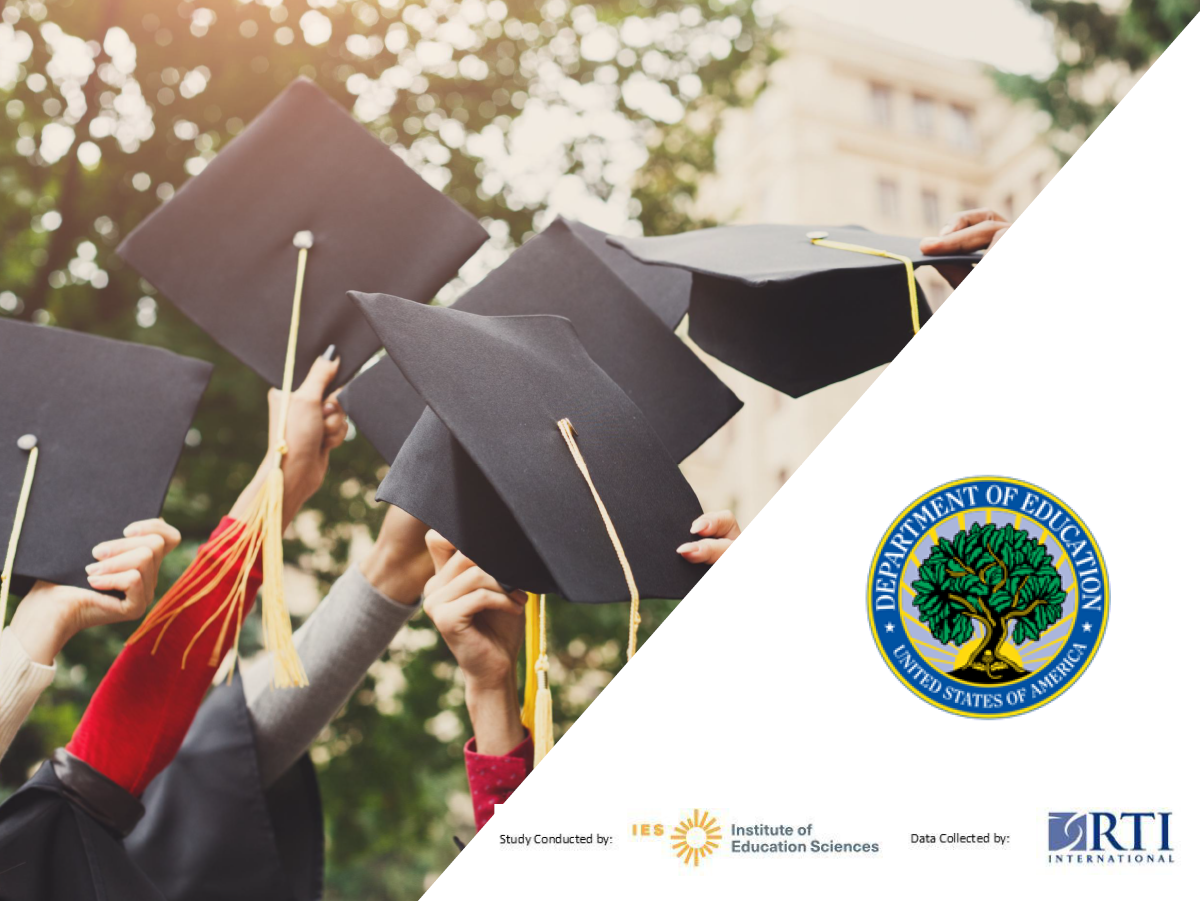 DEPARTMENT OF EDUCATION
UNITED STATES OF AMERICA
Study Conducted by:
IES
Institute of
Education Sciences
Data Collected by:
RTI
INTERNATIONAL